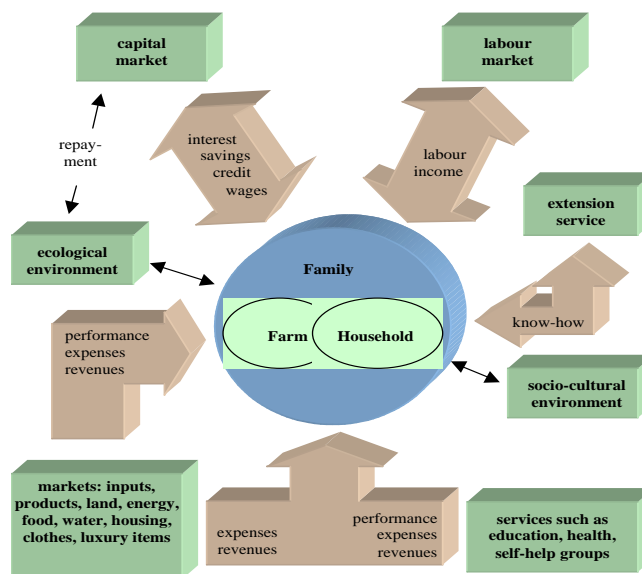 capital
market
labour
market
repay-
ment
interest
savings
credit
wages
labour
income
extension
service
ecological
environment
Family
Farm
Household
know-how
performance
expenses
revenues
socio-cultural
environment
markets: inputs,
products, land, energy,
food, water, housing,
clothes, luxury items
expenses
revenues
performance
expenses
revenues
services such as
education, health,
self-help groups